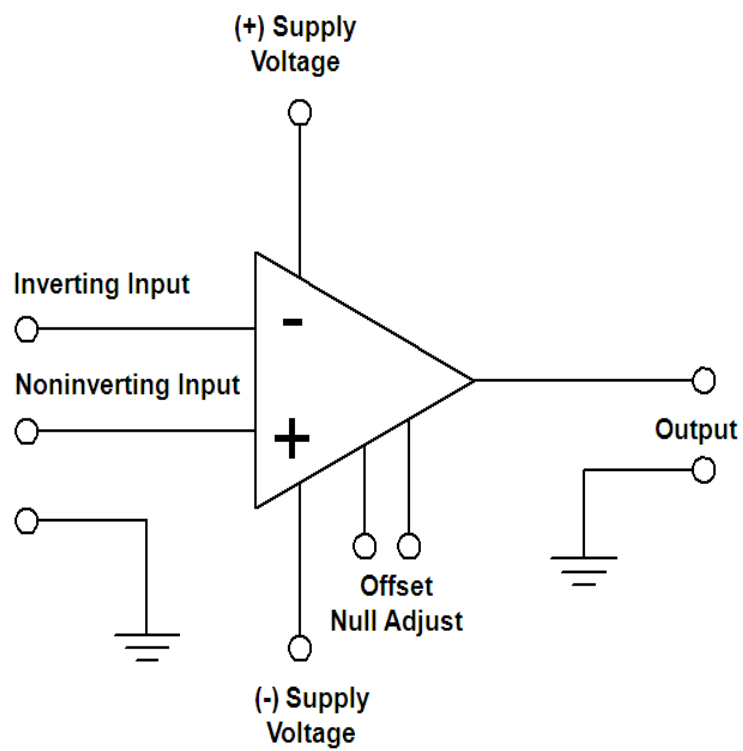 (+) Supply
Voltage
Inverting Input
-
Noninverting Input
+
Output
Offset
Null Adjust
(-) Supply
Voltage